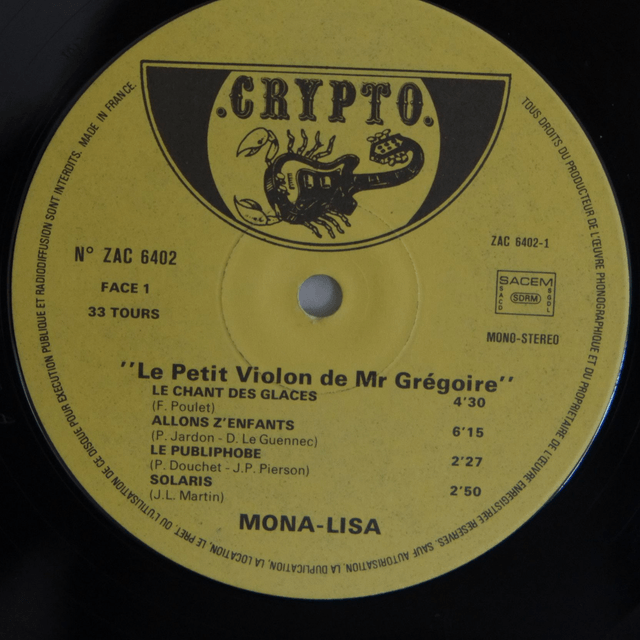 .CRYPTO.
N° ZAC 6402
FACE 1
33 TOURS
ZAC 6402-1
SACEM
SACD
SDRM
SGDL
MONO-STEREO
"Le Petit Violon de Mr Grégoire"
LE CHANT DES GLACES 4'30
(F. Poulet)
ALLONS Z'ENFANTS 6'15
(P. Jardon - D. Le Guennec)
LE PUBLIPHOBE 2'27
(P. Douchet - J.P. Pierson)
SOLARIS 2'50
(J.L. Martin)
MONA-LISA
TOUS DROITS DU PRODUCTEUR DE L'ŒUVRE PHONOGRAPHIQUE ET DU PROPRIETAIRE DE L'ŒUVRE ENREGISTREE RESERVES. SAUF AUTORISATION, LA DUPLICATION, LA LOCATION, LE PRET, OU L'UTILISATION DE CE DISQUE POUR EXECUTION PUBLIQUE ET RADIODIFFUSION SONT INTERDITS. MADE IN FRANCE.